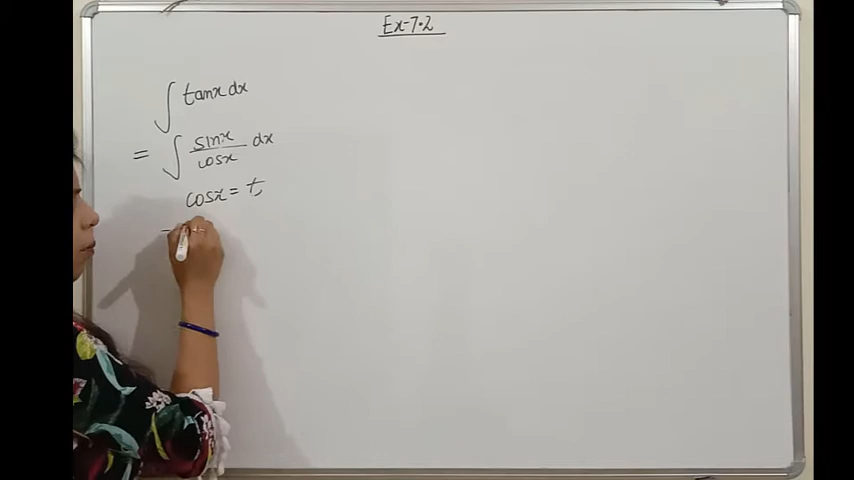 Ex-7.2
∫ tanx dx
= ∫ sinx/cosx dx
cosx = t
-